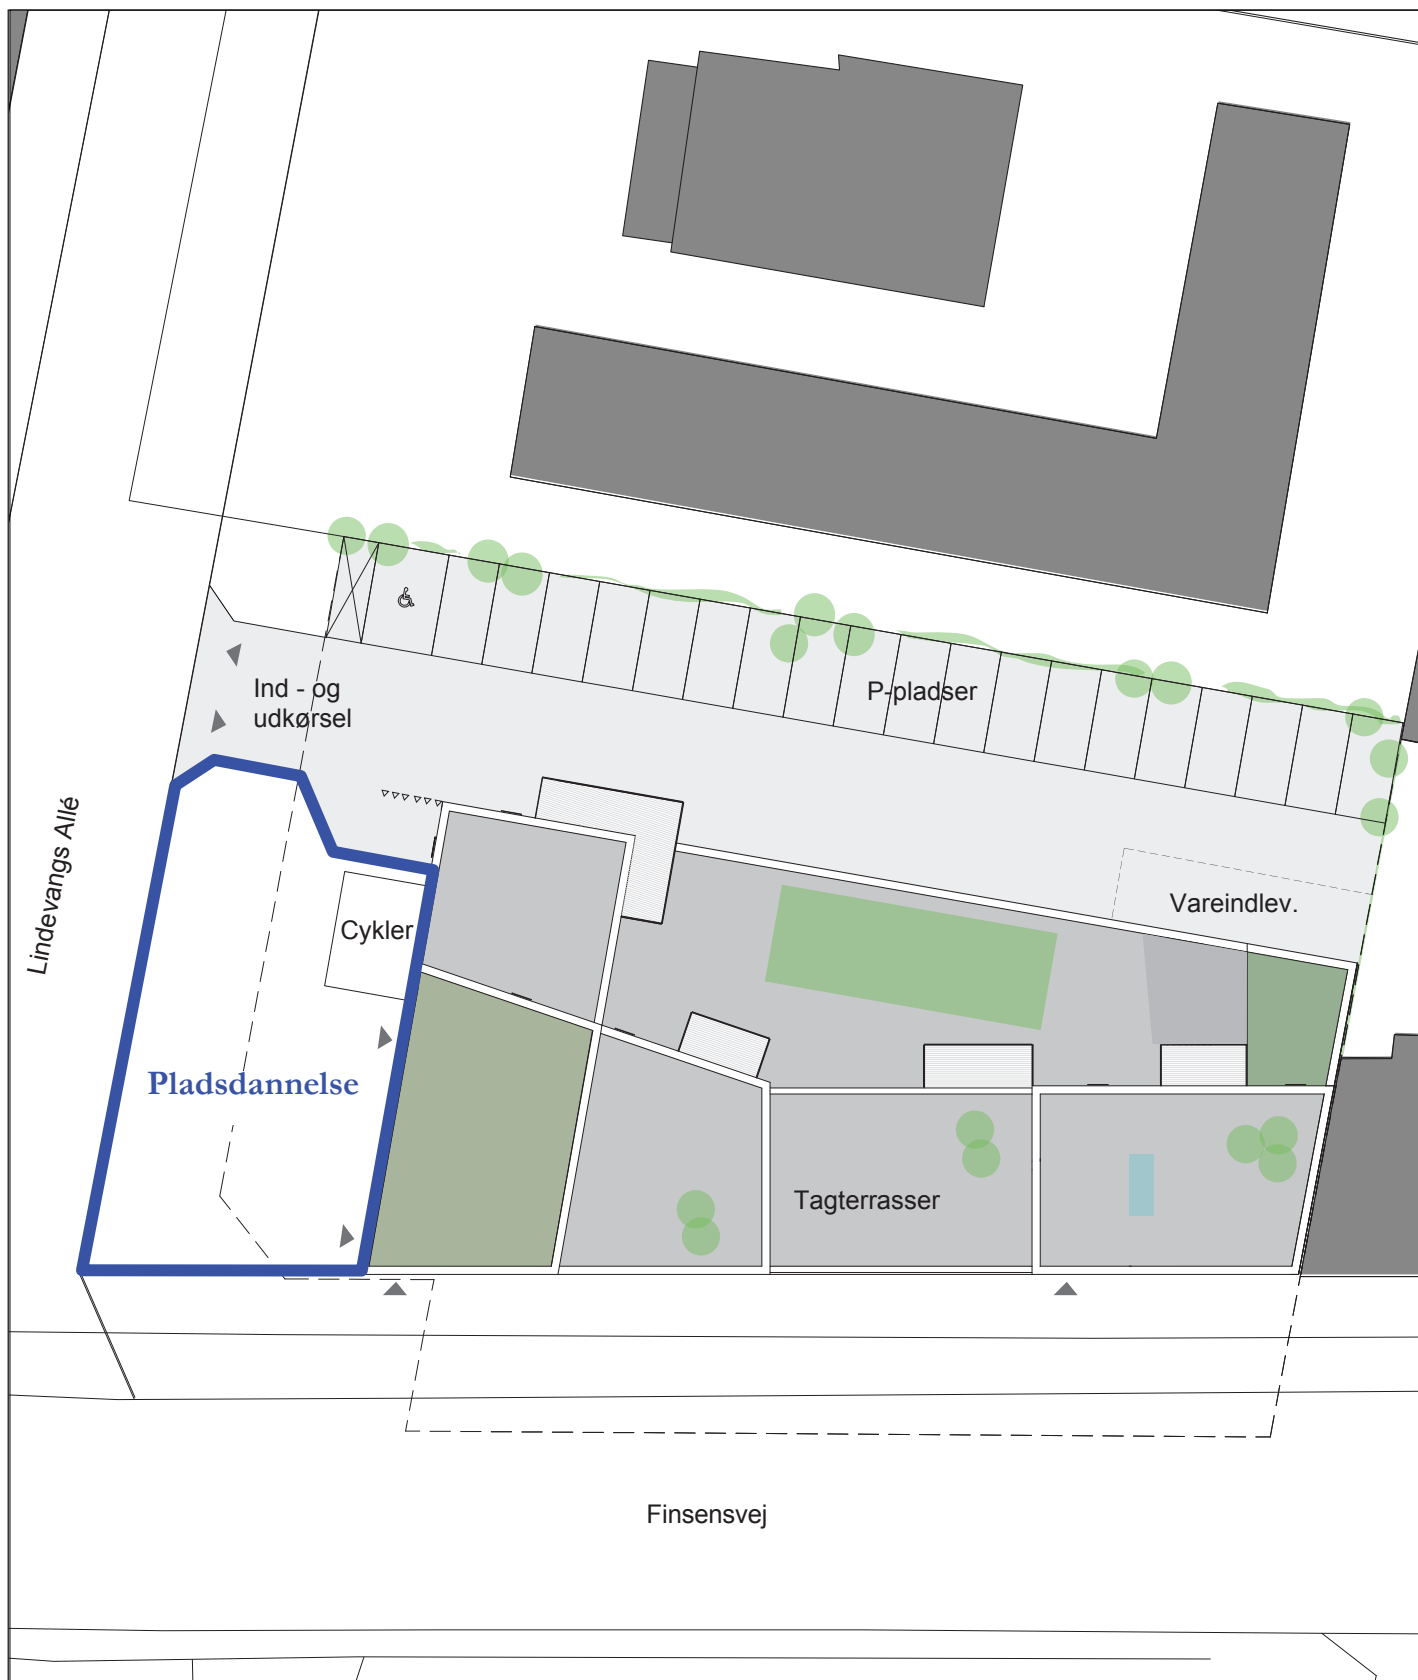 P-pladser
Ind - og
udkørsel
Lindevangs Allé
Vareindlev.
Cykler
Pladsdannelse
Tagterrasser
Finsensvej